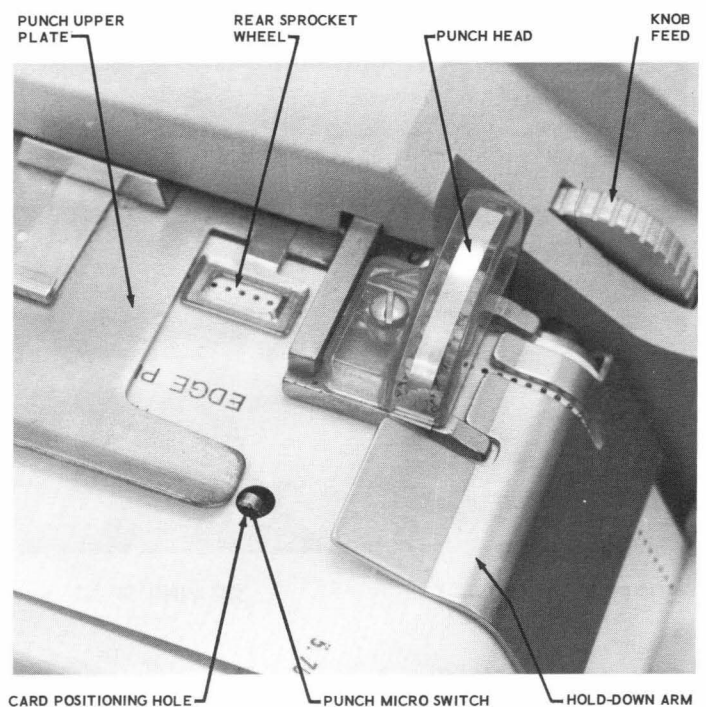 PUNCH UPPER
PLATE
REAR SPROCKET
WHEEL
PUNCH HEAD
KNOB
FEED
EDGE P
CARD POSITIONING HOLE
PUNCH MICRO SWITCH
HOLD-DOWN ARM